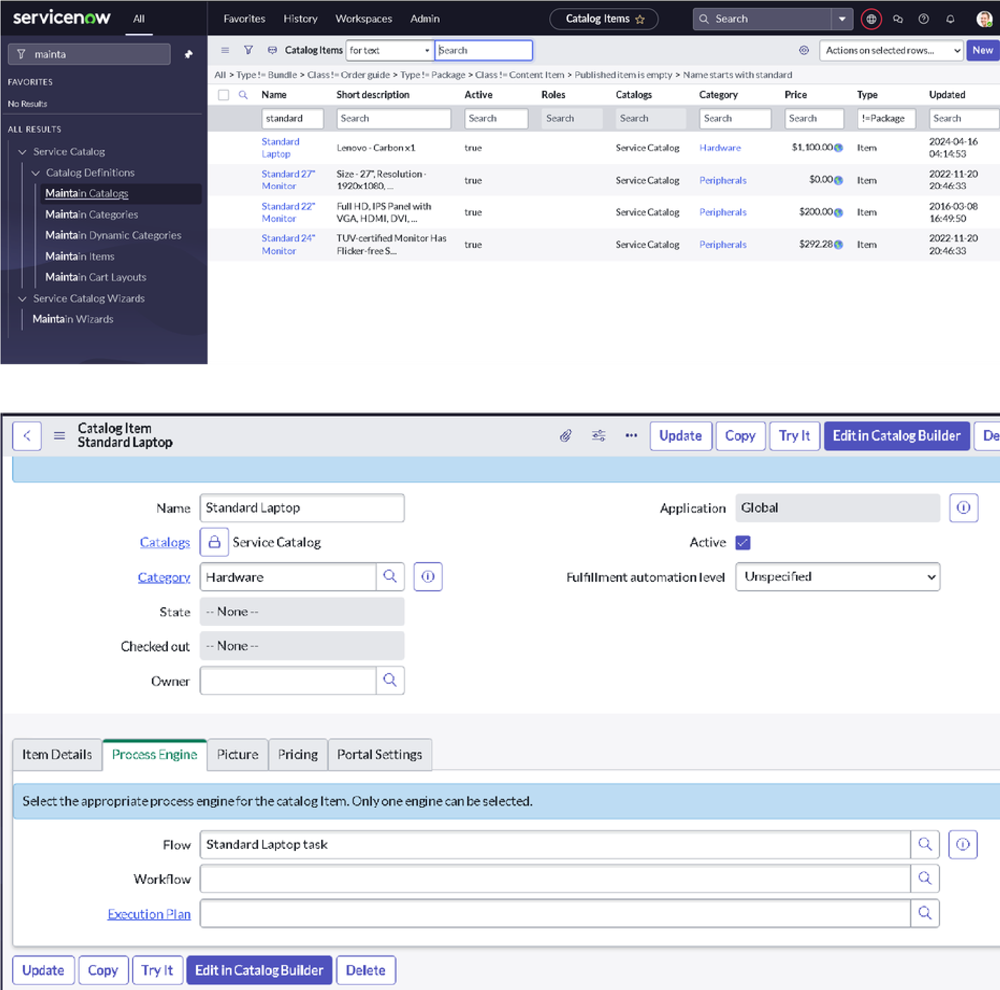 servicenow All Favorites History Workspaces Admin Catalog Items Search
mainta
Catalog Items for text Search Actions on selected rows... New
All > Type != Bundle > Class != Order guide > Type != Package > Class != Content Item > Published item is empty > Name starts with standard
FAVORITES
No Results
ALL RESULTS
Service Catalog
Catalog Definitions
Maintain Catalogs
Maintain Categories
Maintain Dynamic Categories
Maintain Items
Maintain Cart Layouts
Service Catalog Wizards
Maintain Wizards
Name Short description Active Roles Catalogs Category Price Type Updated
standard Search Search Search Search Search Search !=Package Search
Standard Laptop Lenovo - Carbon x1 true Service Catalog Hardware $1,100.00 Item 2024-04-16 04:14:53
Standard 27" Monitor Size - 27", Resolution - 1920x1080, ... true Service Catalog Peripherals $0.00 Item 2022-11-20 20:46:33
Standard 22" Monitor Full HD, IPS Panel with VGA, HDMI, DVI, ... true Service Catalog Peripherals $200.00 Item 2016-03-08 16:49:50
Standard 24" Monitor TUV-certified Monitor Has Flicker-free S... true Service Catalog Peripherals $292.28 Item 2022-11-20 20:46:33
Catalog Item
Standard Laptop
Update Copy Try It Edit in Catalog Builder De
Name Standard Laptop
Application Global
Catalogs Service Catalog
Active
Category Hardware
Fulfillment automation level Unspecified
State -- None --
Checked out -- None --
Owner
Item Details Process Engine Picture Pricing Portal Settings
Select the appropriate process engine for the catalog Item. Only one engine can be selected.
Flow Standard Laptop task
Workflow
Execution Plan
Update Copy Try It Edit in Catalog Builder Delete